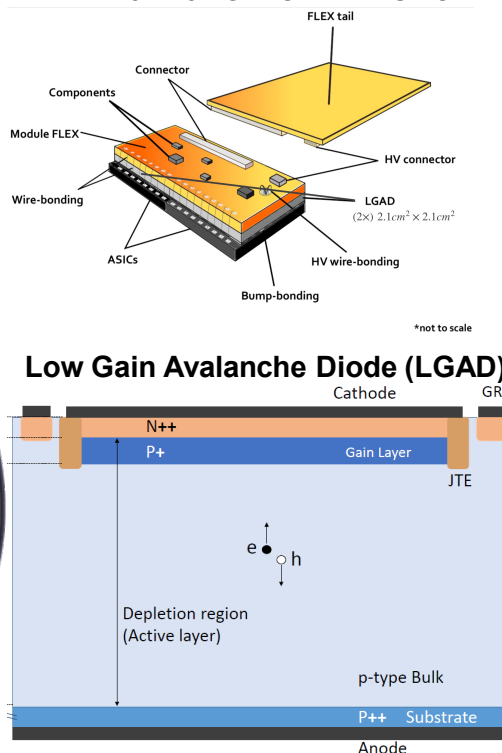 FLEX tail
Connector
Components
Module FLEX
HV connector
Wire-bonding
LGAD
(2×) 2.1cm² × 2.1cm²
ASICs
HV wire-bonding
Bump-bonding
*not to scale
Low Gain Avalanche Diode (LGAD)
Cathode
GR
N++
P+
Gain Layer
JTE
e
h
Depletion region
(Active layer)
p-type Bulk
P++ Substrate
Anode